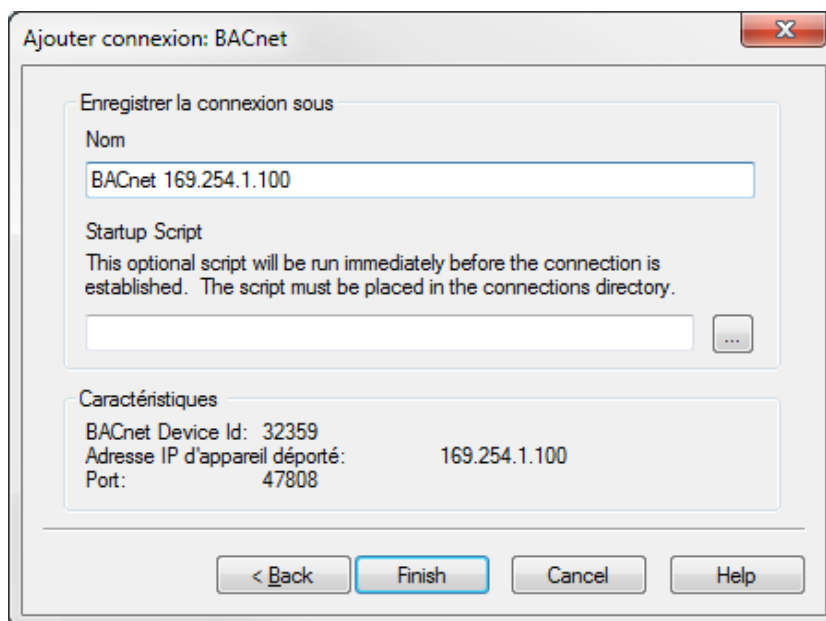 Ajouter connexion: BACnet
Enregistrer la connexion sous
Nom
BACnet 169.254.1.100
Startup Script
This optional script will be run immediately before the connection is
established. The script must be placed in the connections directory.
...
Caractéristiques
BACnet Device Id: 32359
Adresse IP d'appareil déporté: 169.254.1.100
Port: 47808
< Back Finish Cancel Help